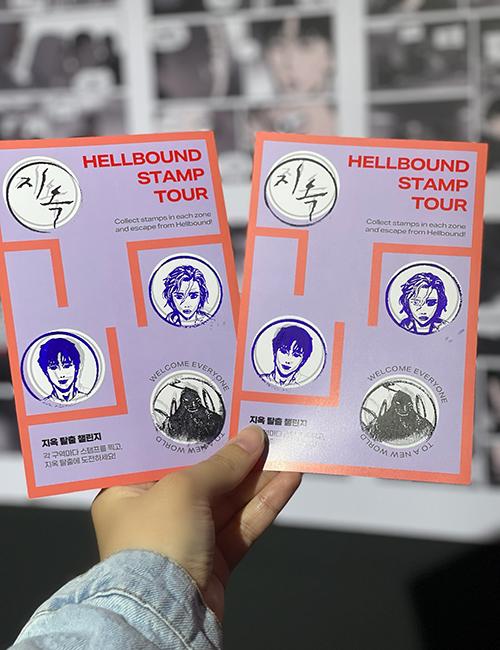 지옥
HELLBOUND
STAMP
TOUR
Collect stamps in each zone
and escape from Hellbound!
WELCOME EVERYONE
TO A NEW WORLD
지옥 탈출 챌린지
각 구역마다 스탬프를 찍고,
지옥 탈출에 도전하세요!
지옥
HELLBOUND
STAMP
TOUR
Collect stamps in each zone
and escape from Hellbound!
WELCOME EVERYONE
TO A NEW WORLD
지옥 탈출 챌린지